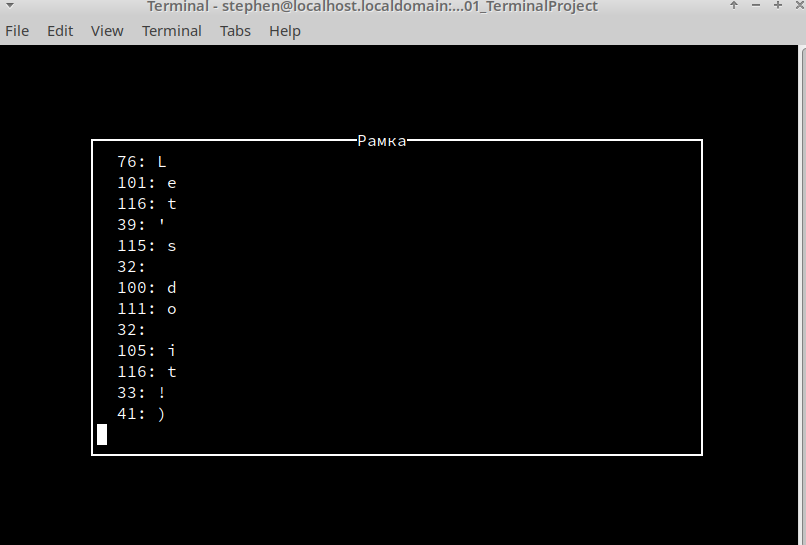 Terminal - stephen@localhost.localdomain:...01_TerminalProject
File Edit View Terminal Tabs Help
Рамка
76: L
101: e
116: t
39: '
115: s
32:
100: d
111: o
32:
105: i
116: t
33: !
41: )